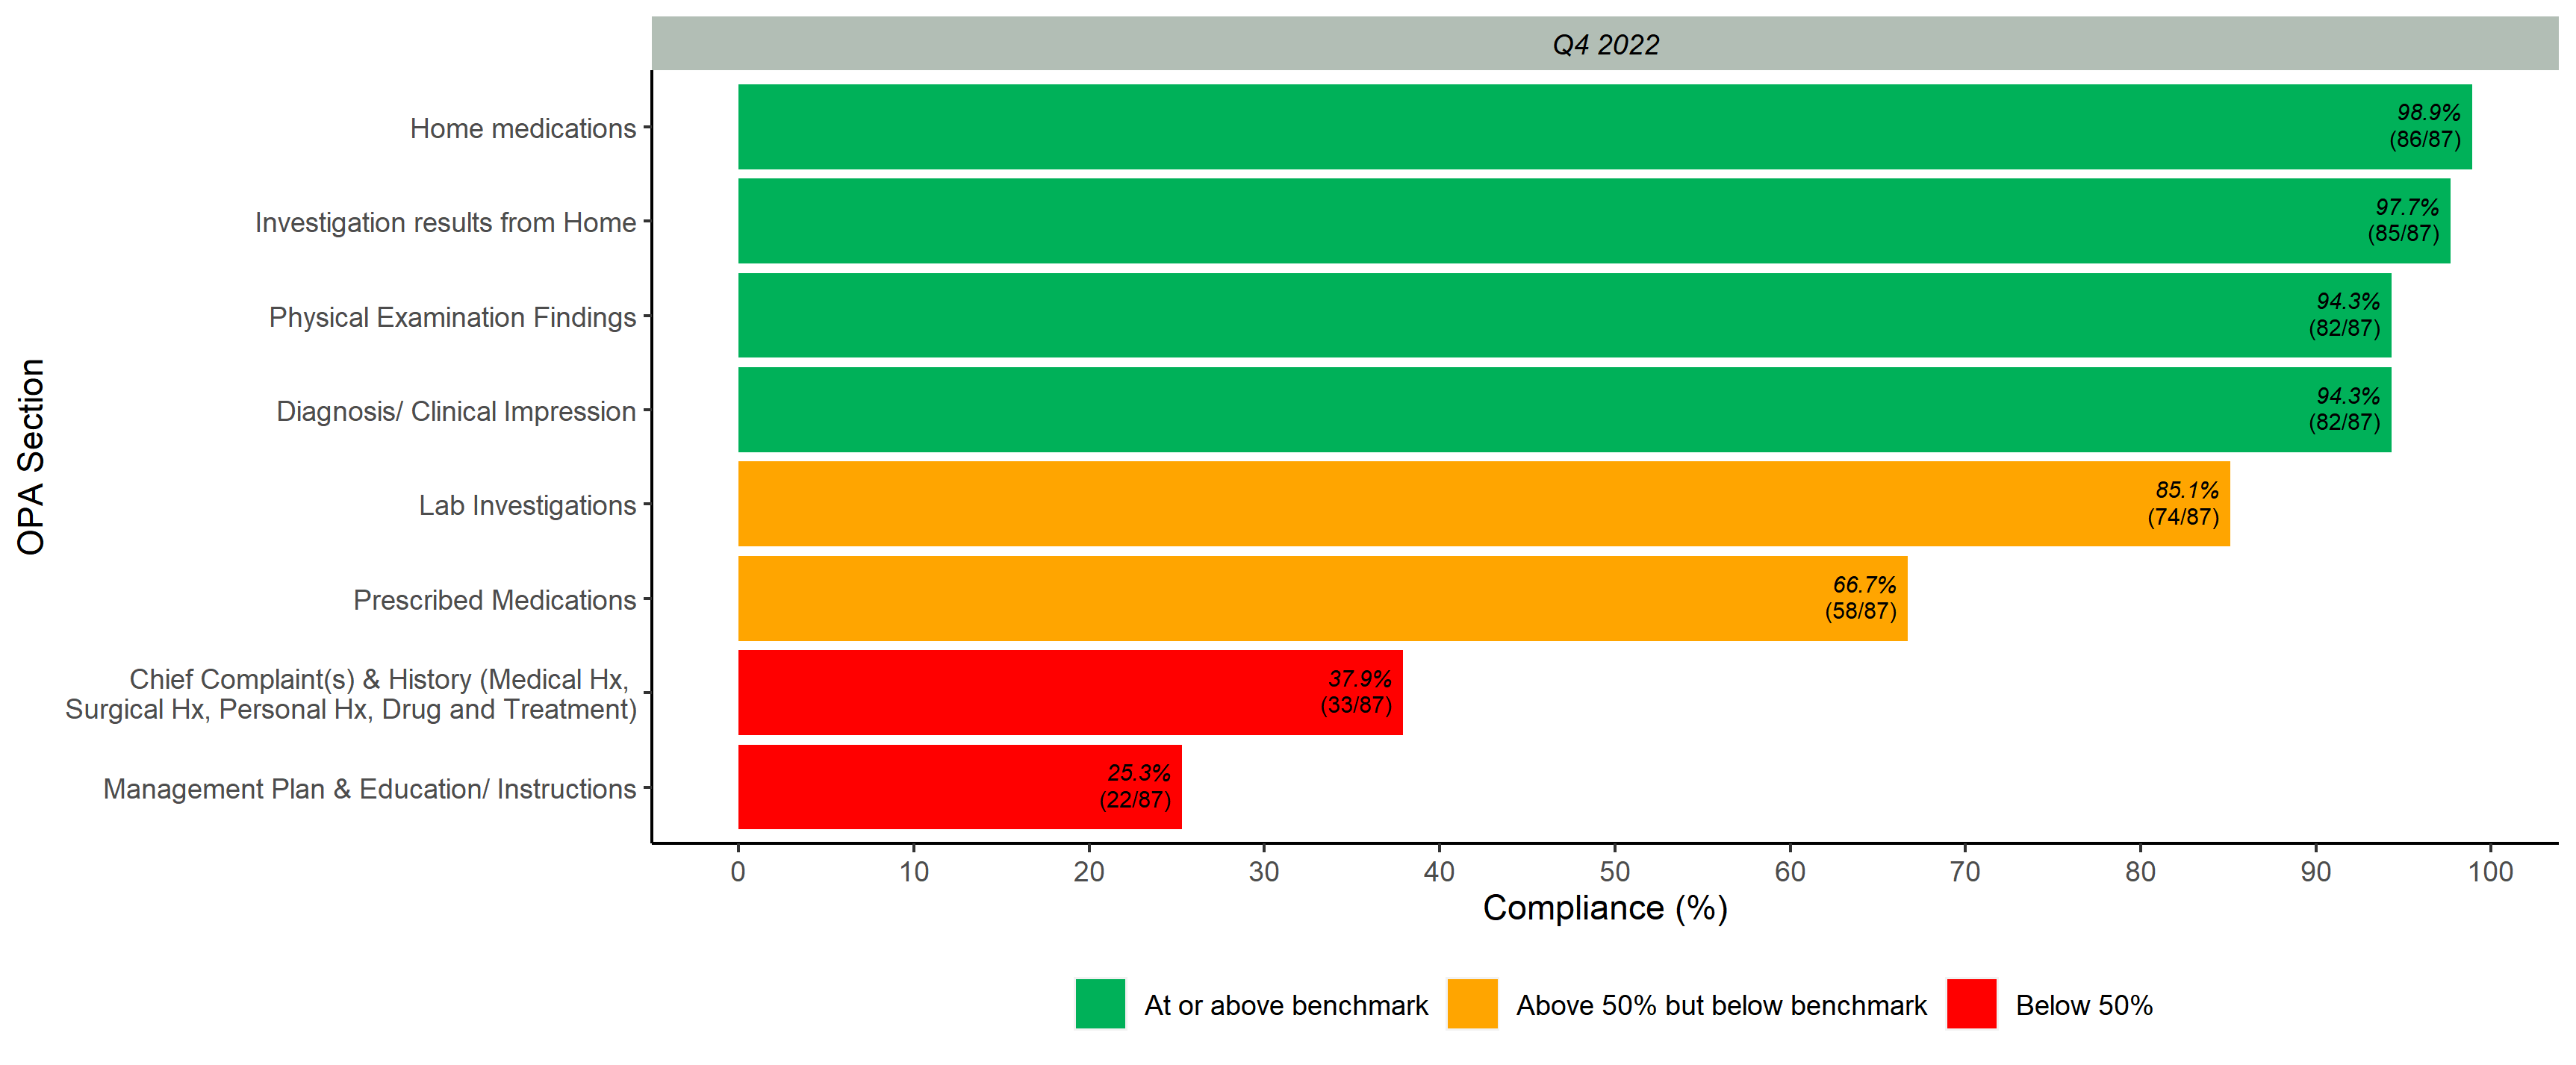 Q4 2022
OPA Section
Home medications
98.9%
(86/87)
Investigation results from Home
97.7%
(85/87)
Physical Examination Findings
94.3%
(82/87)
Diagnosis/ Clinical Impression
94.3%
(82/87)
Lab Investigations
85.1%
(74/87)
Prescribed Medications
66.7%
(58/87)
Chief Complaint(s) & History (Medical Hx,
Surgical Hx, Personal Hx, Drug and Treatment)
37.9%
(33/87)
Management Plan & Education/ Instructions
25.3%
(22/87)
0 10 20 30 40 50 60 70 80 90 100
Compliance (%)
At or above benchmark
Above 50% but below benchmark
Below 50%